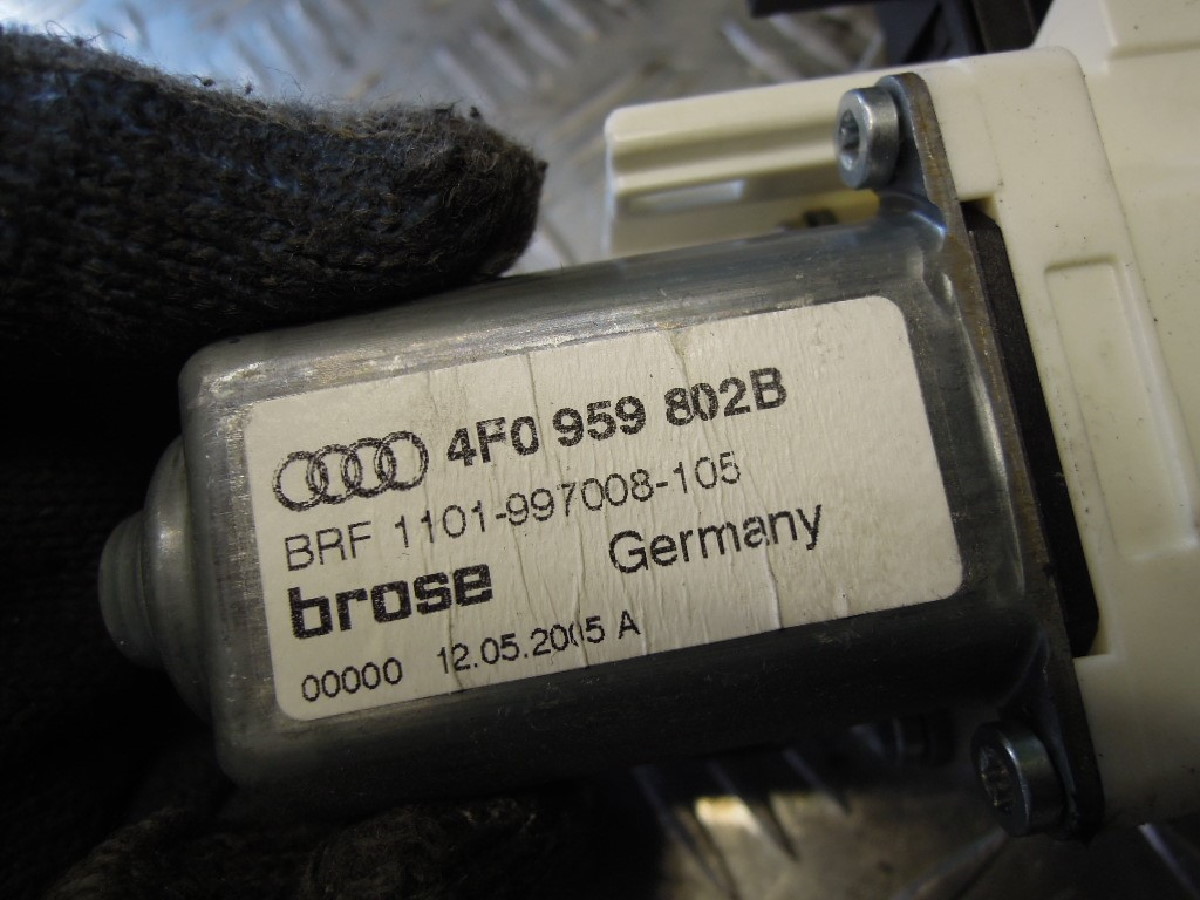 4F0 959 802B
BRF 1101-997008-105
brose Germany
00000 12.05.2005 A